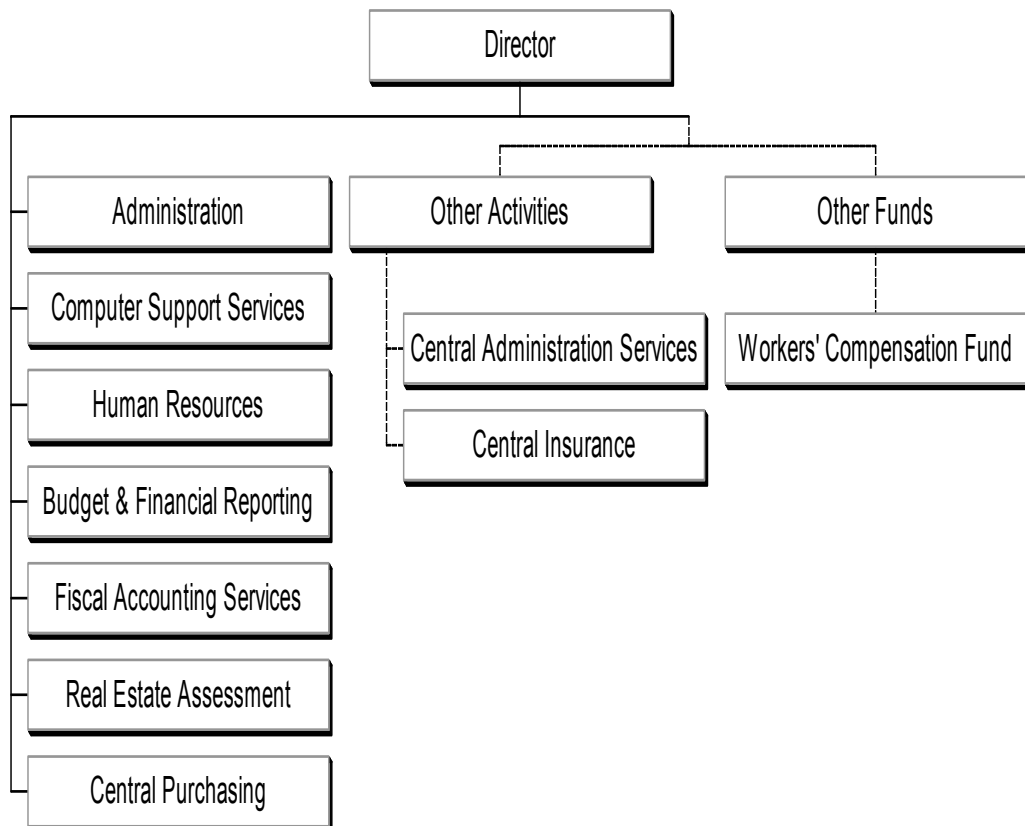 Director
Administration
Other Activities
Other Funds
Computer Support Services
Central Administration Services
Workers' Compensation Fund
Human Resources
Central Insurance
Budget & Financial Reporting
Fiscal Accounting Services
Real Estate Assessment
Central Purchasing